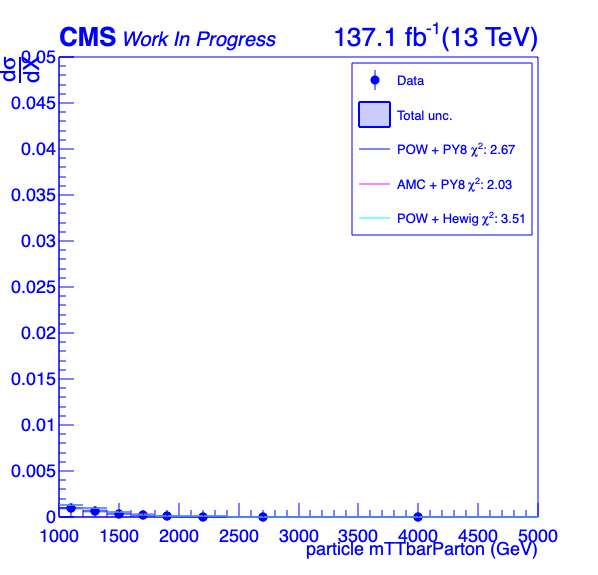 CMS Work In Progress 137.1 fb⁻¹(13 TeV)
dσ
dX
0.05
0.045
0.04
0.035
0.03
0.025
0.02
0.015
0.01
0.005
0
Data
Total unc.
POW + PY8 χ²: 2.67
AMC + PY8 χ²: 2.03
POW + Hewig χ²: 3.51
1000 1500 2000 2500 3000 3500 4000 4500 5000
particle mTTbarParton (GeV)